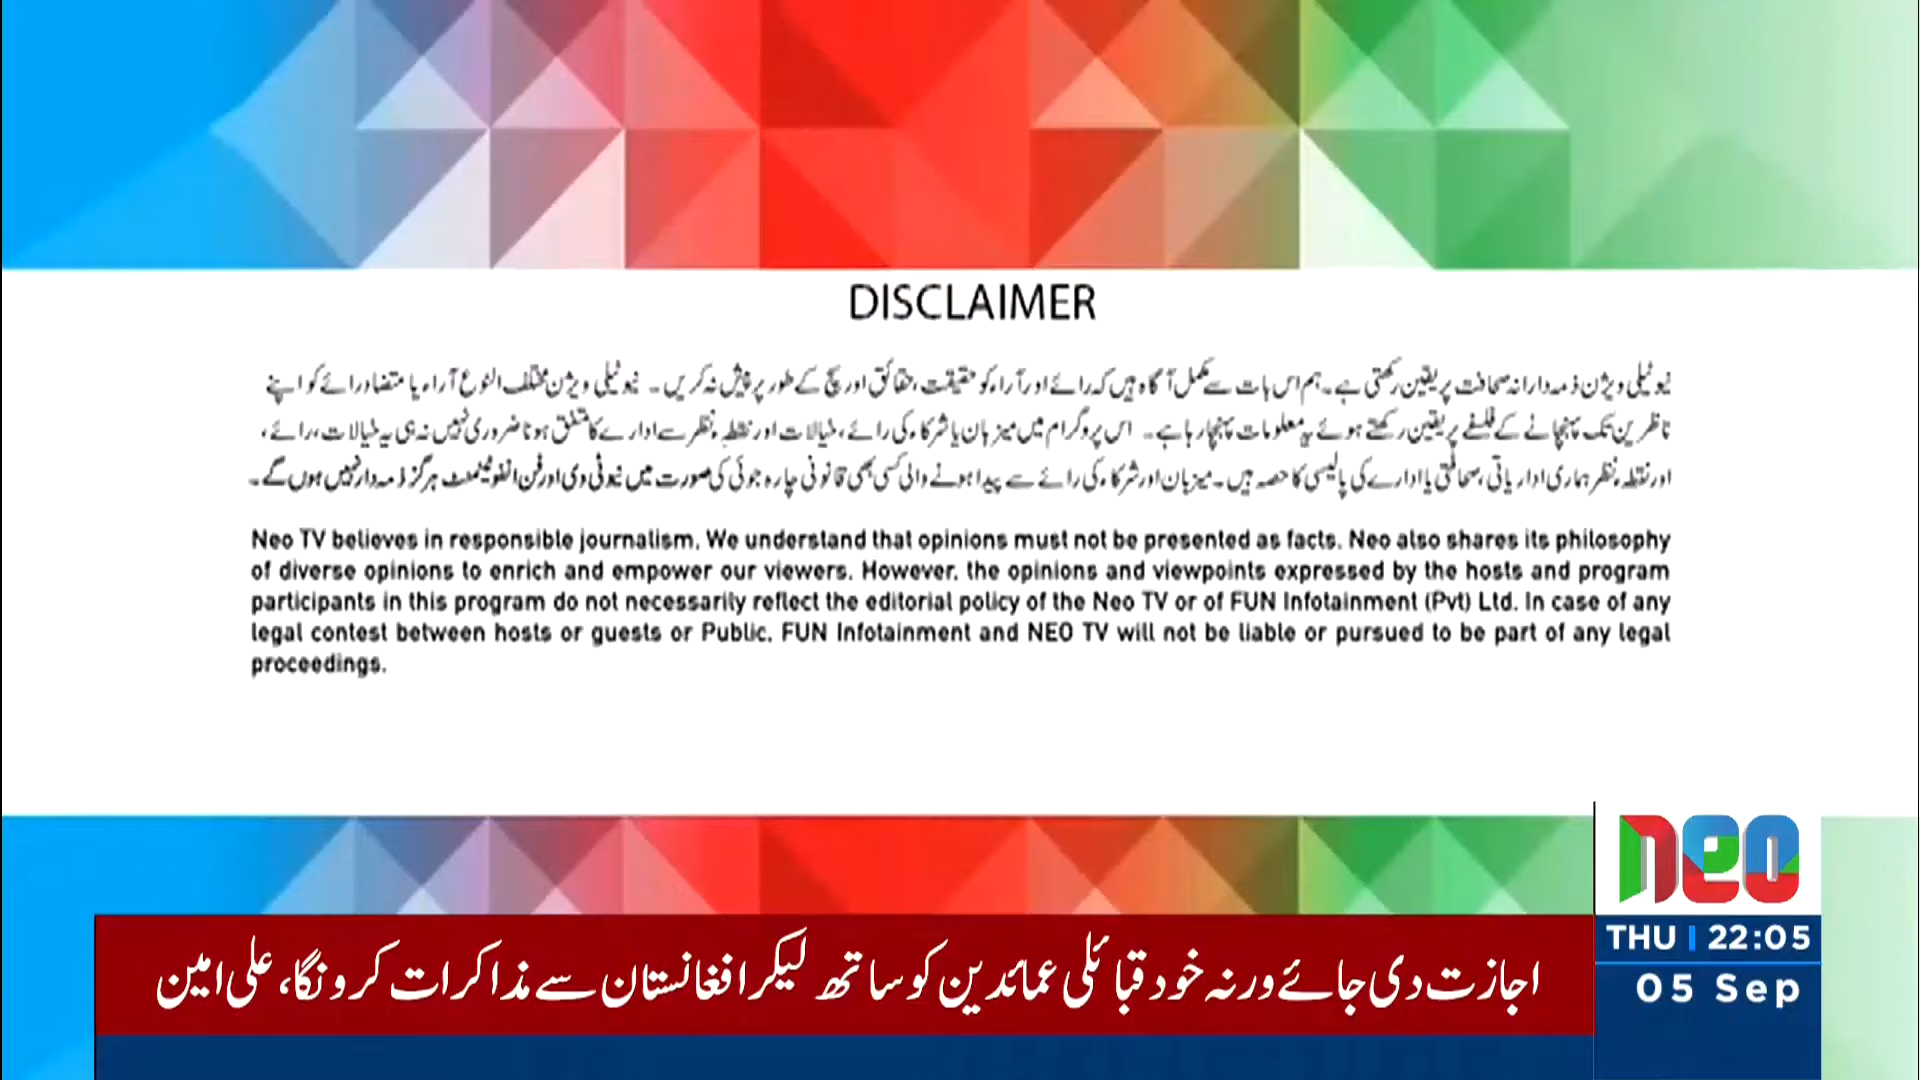 DISCLAIMER
نیو ٹیلی ویژن ذمہ دارانہ صحافت پر یقین رکھتی ہے۔ ہم اس بات سے مکمل آگاہ ہیں کہ رائے اور آراء کو حقیقت، حقائق اور سچ کے طور پر پیش نہ کریں۔ نیو ٹیلی ویژن مختلف النوع آراء یا متضاد رائے کو اپنے
ناظرین تک پہنچانے کے فلسفے پر یقین رکھتے ہوئے یہ معلومات پہنچا رہا ہے۔ اس پروگرام میں میزبان یا شرکاء کی رائے، خیالات اور نقطہ نظر سے ادارے کا متفق ہونا ضروری نہیں نہ ہی یہ خیالات، رائے،
اور نقطہ نظر ہماری ادارتی، صحافتی یا ادارے کی پالیسی کا حصہ ہیں۔ میزبان اور شرکاء کی رائے سے پیدا ہونے والی کسی بھی قانونی چارہ جوئی کی صورت میں نیو ٹی وی اور فن انفوٹینمنٹ ہرگز ذمہ دار نہیں ہوں گے۔
Neo TV believes in responsible journalism. We understand that opinions must not be presented as facts. Neo also shares its philosophy
of diverse opinions to enrich and empower our viewers. However, the opinions and viewpoints expressed by the hosts and program
participants in this program do not necessarily reflect the editorial policy of the Neo TV or of FUN Infotainment (Pvt) Ltd. In case of any
legal contest between hosts or guests or Public, FUN Infotainment and NEO TV will not be liable or pursued to be part of any legal
proceedings.
neo
THU | 22:05
05 Sep
اجازت دی جائے ورنہ خود قبائلی عمائدین کو ساتھ لیکر افغانستان سے مذاکرات کرونگا، علی امین